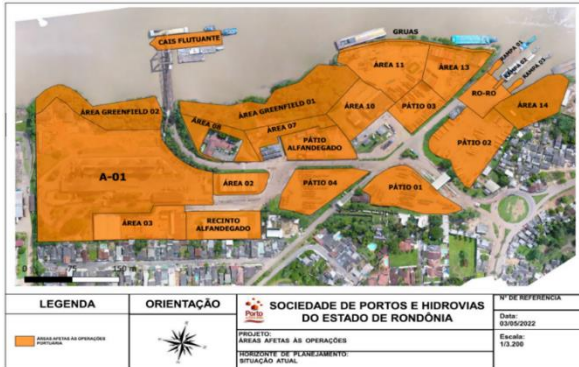 CAIS FLUTUANTE
GRUAS
RAMPA 01
RAMPA 02
RAMPA 03
ÁREA 11
ÁREA 13
RO-RO
ÁREA 14
ÁREA GREENFIELD 02
ÁREA GREENFIELD 01
ÁREA 08
ÁREA 07
ÁREA 10
PÁTIO 03
PÁTIO ALFANDEGADO
PÁTIO 02
A-01
ÁREA 02
PÁTIO 04
PÁTIO 01
ÁREA 03
RECINTO ALFANDEGADO
0 75 150 m
LEGENDA
ÁREAS AFETAS ÀS OPERAÇÕES
PORTUÁRIA
ORIENTAÇÃO
Porto
SOCIEDADE DE PORTOS E HIDROVIAS
DO ESTADO DE RONDÔNIA
PROJETO:
ÁREAS AFETAS ÀS OPERAÇÕES
HORIZONTE DE PLANEJAMENTO:
SITUAÇÃO ATUAL
Nº DE REFERÊNCIA
Data:
03/05/2022
Escala:
1/3.200